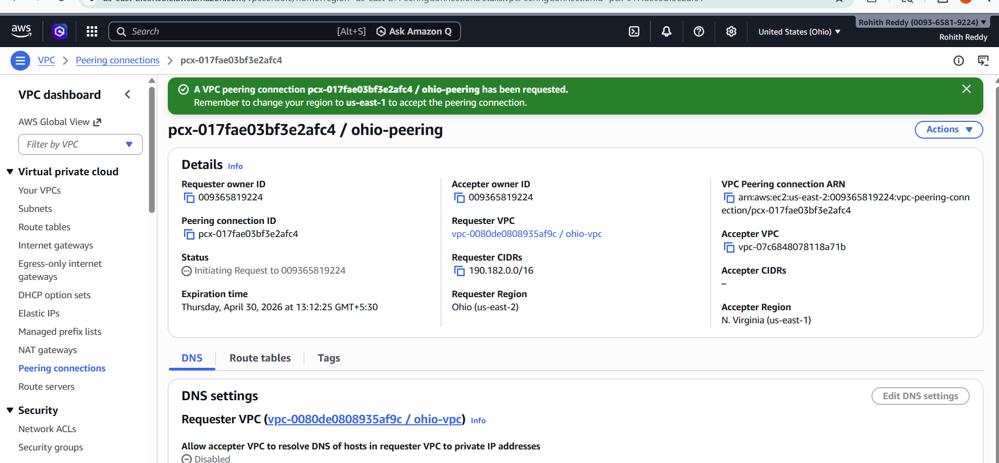 aws
Search
[Alt+S]
Ask Amazon Q
United States (Ohio)
Rohith Reddy (0093-6581-9224)
Rohith Reddy
VPC
Peering connections
pcx-017fae03bf3e2afc4
VPC dashboard
AWS Global View
Filter by VPC
Virtual private cloud
Your VPCs
Subnets
Route tables
Internet gateways
Egress-only internet
gateways
DHCP option sets
Elastic IPs
Managed prefix lists
NAT gateways
Peering connections
Route servers
Security
Network ACLs
Security groups
A VPC peering connection pcx-017fae03bf3e2afc4 / ohio-peering has been requested.
Remember to change your region to us-east-1 to accept the peering connection.
pcx-017fae03bf3e2afc4 / ohio-peering
Actions
Details Info
Requester owner ID
009365819224
Peering connection ID
pcx-017fae03bf3e2afc4
Status
Initiating Request to 009365819224
Expiration time
Thursday, April 30, 2026 at 13:12:25 GMT+5:30
Accepter owner ID
009365819224
Requester VPC
vpc-0080de0808935af9c / ohio-vpc
Requester CIDRs
190.182.0.0/16
Requester Region
Ohio (us-east-2)
VPC Peering connection ARN
arn:aws:ec2:us-east-2:009365819224:vpc-peering-conn
ection/pcx-017fae03bf3e2afc4
Accepter VPC
vpc-07c6848078118a71b
Accepter CIDRs
–
Accepter Region
N. Virginia (us-east-1)
DNS
Route tables
Tags
DNS settings
Edit DNS settings
Requester VPC (vpc-0080de0808935af9c / ohio-vpc) Info
Allow accepter VPC to resolve DNS of hosts in requester VPC to private IP addresses
Disabled